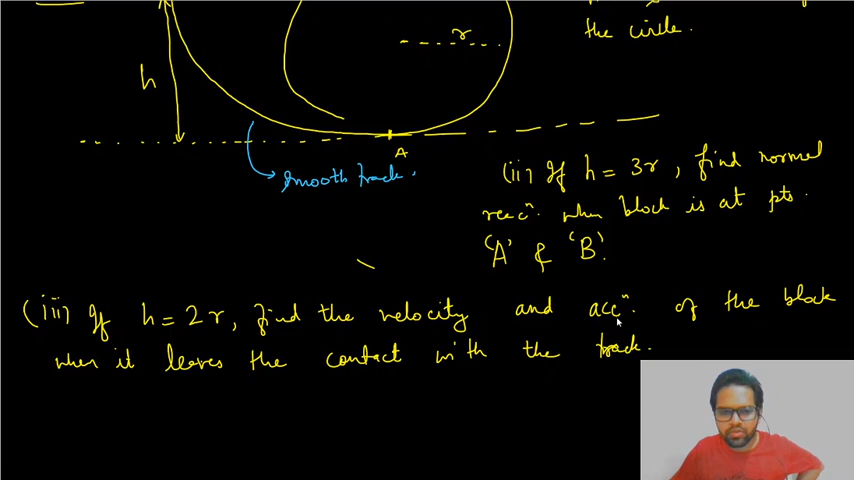 the circle.
r
h
A
smooth track.
(ii) If h = 3r, find normal
reacⁿ. when block is at pts.
'A' & 'B'.
(iii) If h = 2r, find the velocity and accⁿ. of the block
when it leaves the contact with the track.